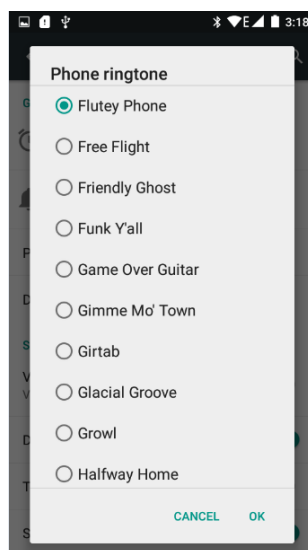 E 3:18
Phone ringtone
Flutey Phone
Free Flight
Friendly Ghost
Funk Y'all
Game Over Guitar
Gimme Mo' Town
Girtab
Glacial Groove
Growl
Halfway Home
CANCEL OK